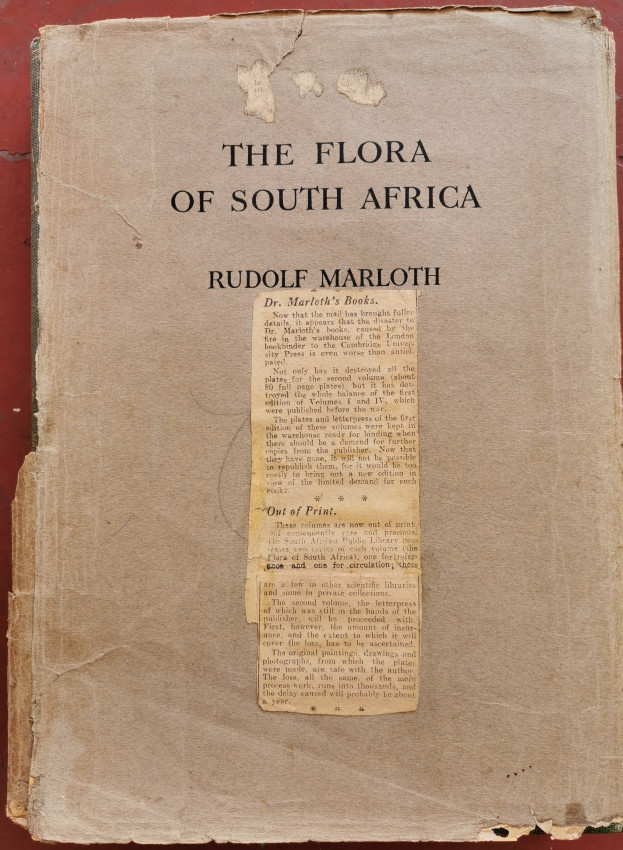 THE FLORA
OF SOUTH AFRICA
RUDOLF MARLOTH
Dr. Marloth's Books.
Now that the mail has brought fuller
details, it appears that the disaster to
Dr. Marloth's books, caused by the
fire in the warehouse of the London
bookbinder to the Cambridge Univer-
sity Press is even worse than antici-
pated.
Not only has it destroyed all the
plates for the second volume (about
80 full page plates), but it has des-
troyed the whole balance of the first
edition of Volumes I and IV, which
were published before the war.
The plates and letterpress of the first
edition of these volumes were kept in
the warehouse ready for binding when
there should be a demand for further
copies from the publisher. Now that
they have gone, it will not be possible
to republish them, for it would be too
costly to bring out a new edition in
view of the limited demand for such
books.
* * *
Out of Print.
These volumes are now out of print
and consequently rare and precious.
The South African Public Library pos-
sesses two copies of each volume (the
Flora of South Africa), one for refer-
ence and one for circulation; there
are a few in other scientific libraries
and some in private collections.
The second volume, the letterpress
of which was still in the hands of the
publisher, will be proceeded with.
First, however, the amount of insur-
ance, and the extent to which it will
cover the loss, has to be ascertained.
The original paintings, drawings and
photographs, from which the plates
were made, are safe with the author.
The loss, all the same, of the mere
process work, runs into thousands, and
the delay caused will probably be about
a year.
* * *